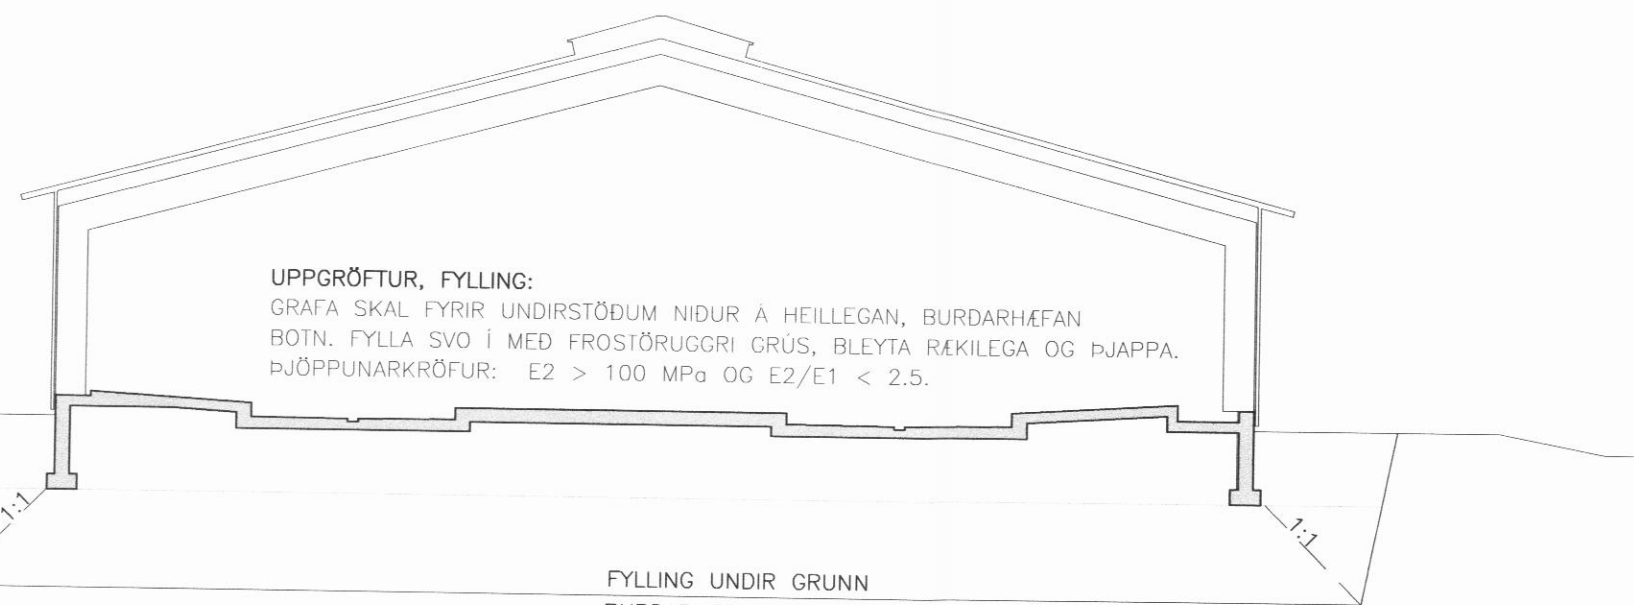 UPPGRÖFTUR, FYLLING:
GRAFA SKAL FYRIR UNDIRSTÖÐUM NIÐUR Á HEILLEGAN, BURÐARHÆFAN
BOTN. FYLLA SVO Í MEÐ FROSTÖRUGGRI GRÚS, BLEYTA RÆKILEGA OG ÞJAPPA.
ÞJÖPPUNARKRÖFUR: E2 > 100 MPa OG E2/E1 < 2.5.
1:1
1:1
FYLLING UNDIR GRUNN